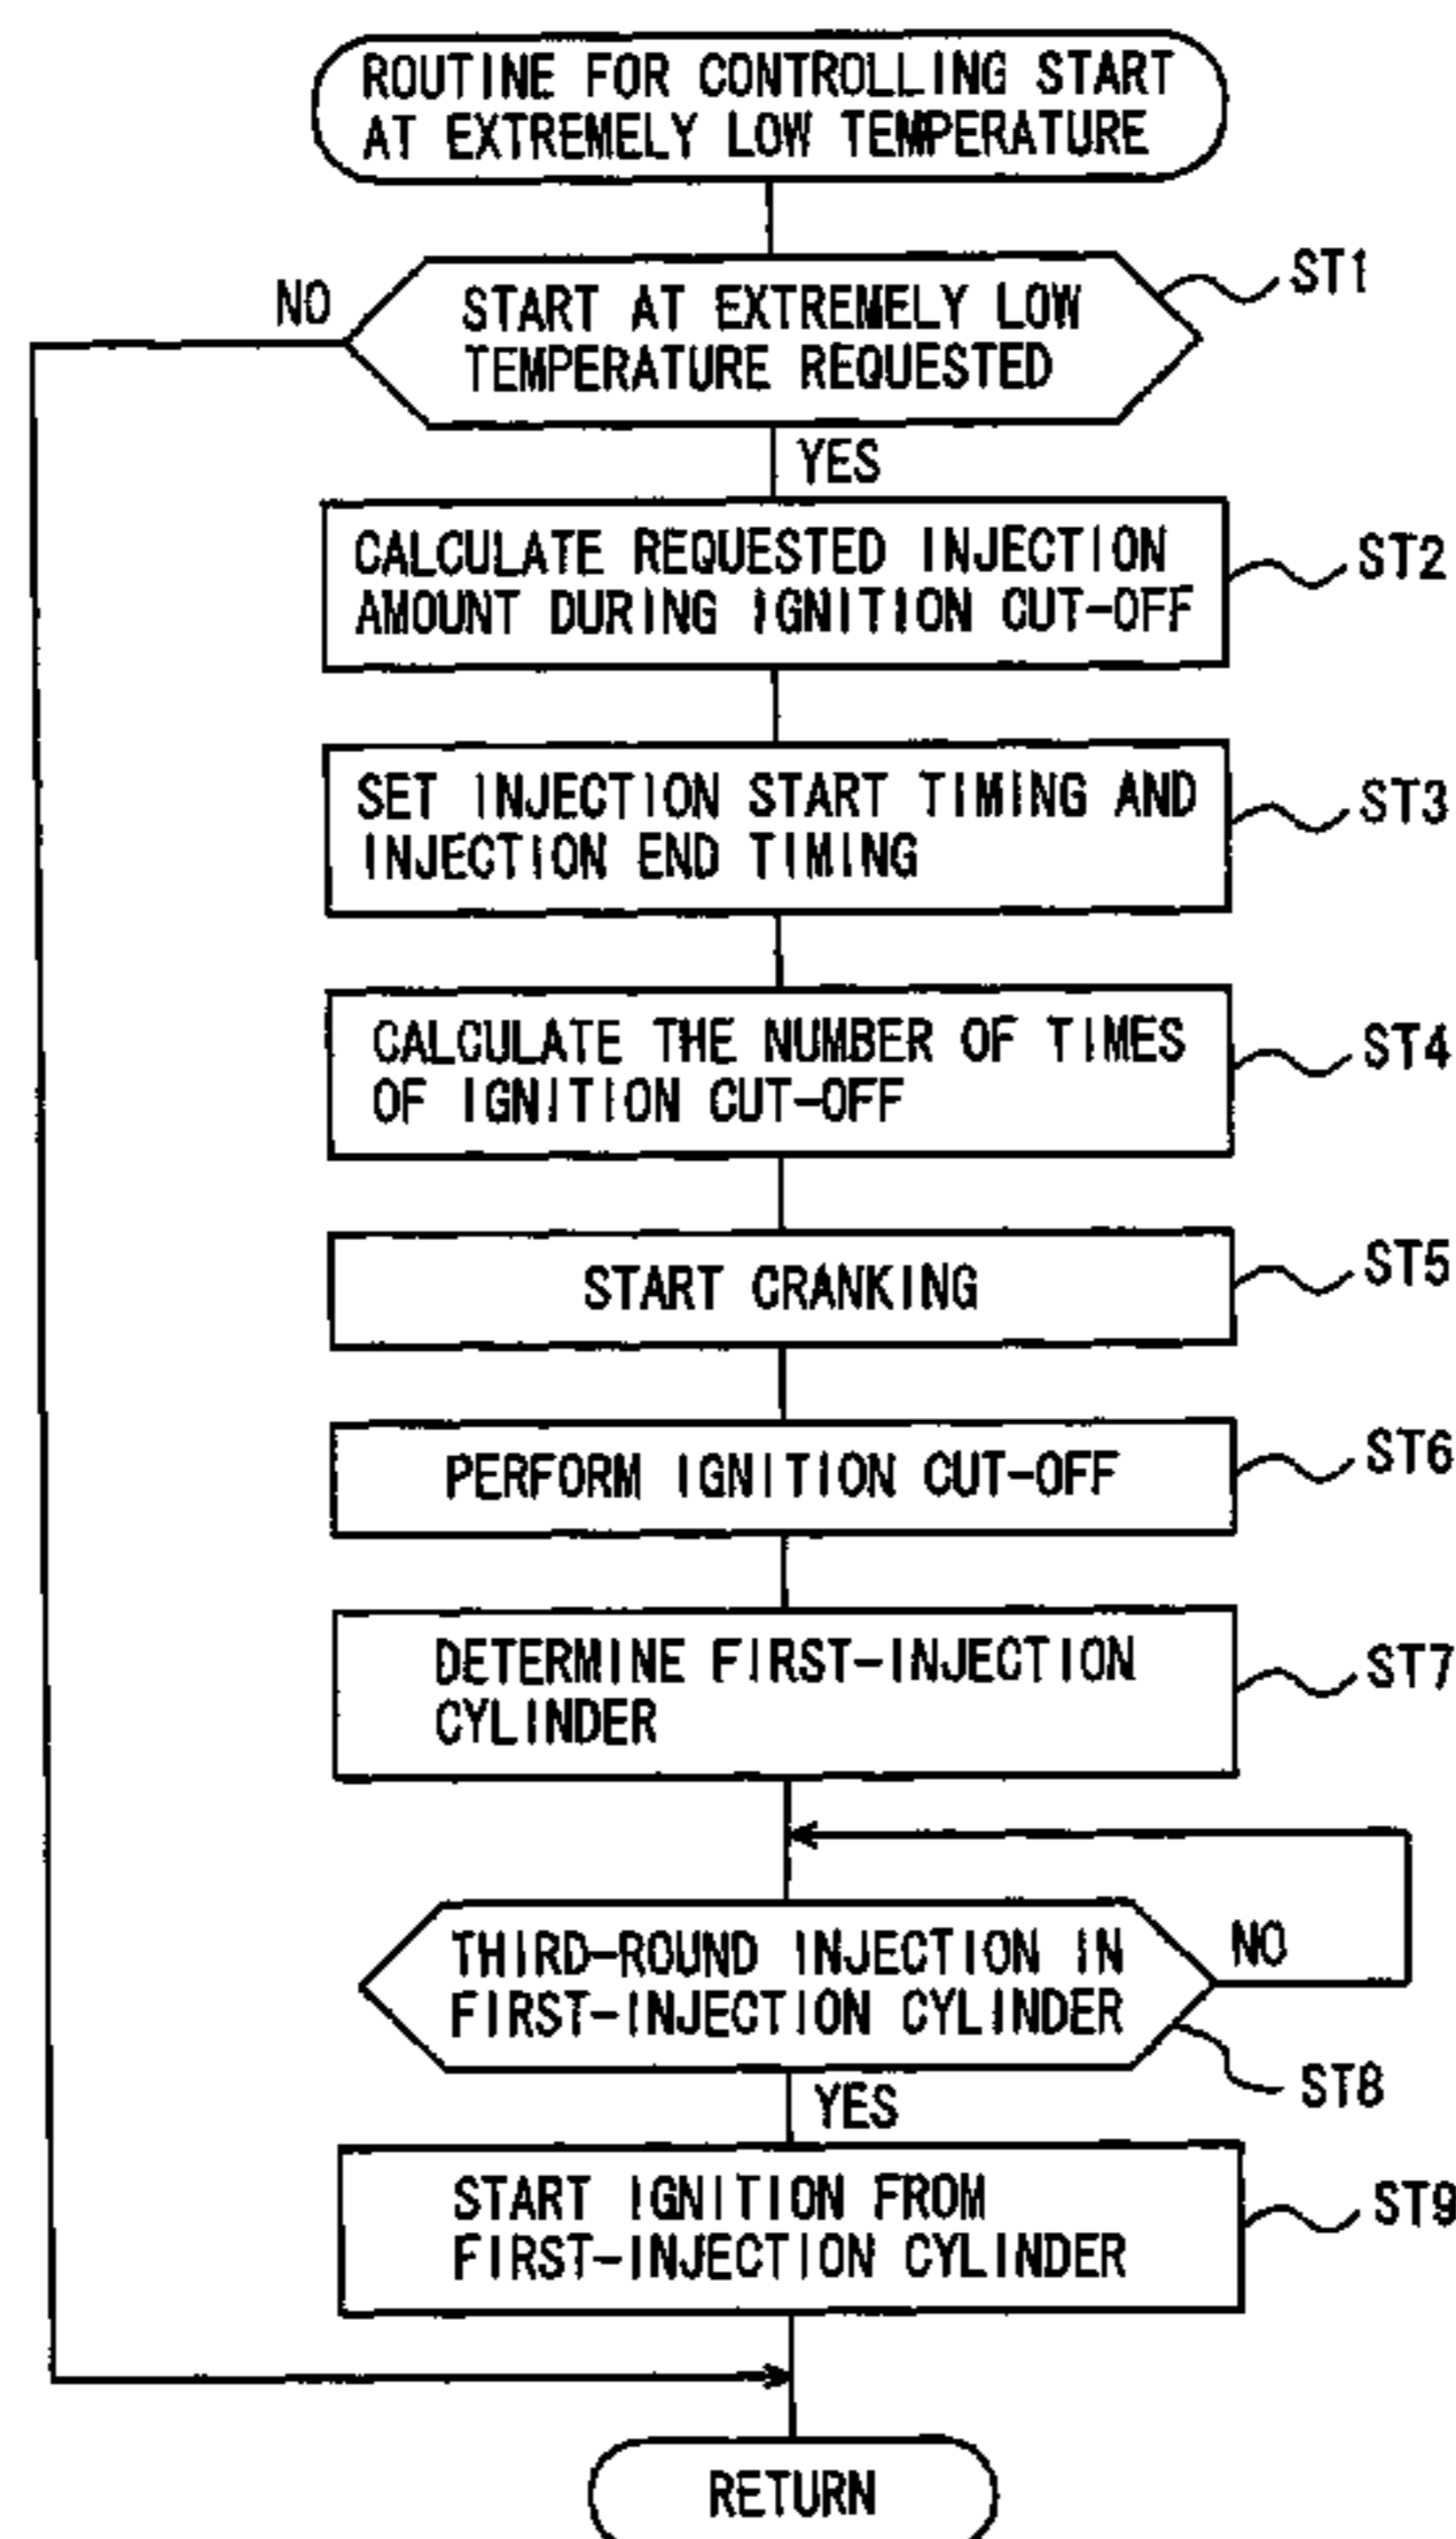 ROUTINE FOR CONTROLLING START
AT EXTREMELY LOW TEMPERATURE
ST1
NO
START AT EXTREMELY LOW
TEMPERATURE REQUESTED
YES
CALCULATE REQUESTED INJECTION
AMOUNT DURING IGNITION CUT-OFF
ST2
SET INJECTION START TIMING AND
INJECTION END TIMING
ST3
CALCULATE THE NUMBER OF TIMES
OF IGNITION CUT-OFF
ST4
START CRANKING
ST5
PERFORM IGNITION CUT-OFF
ST6
DETERMINE FIRST-INJECTION
CYLINDER
ST7
THIRD-ROUND INJECTION IN
FIRST-INJECTION CYLINDER
NO
ST8
YES
START IGNITION FROM
FIRST-INJECTION CYLINDER
ST9
RETURN